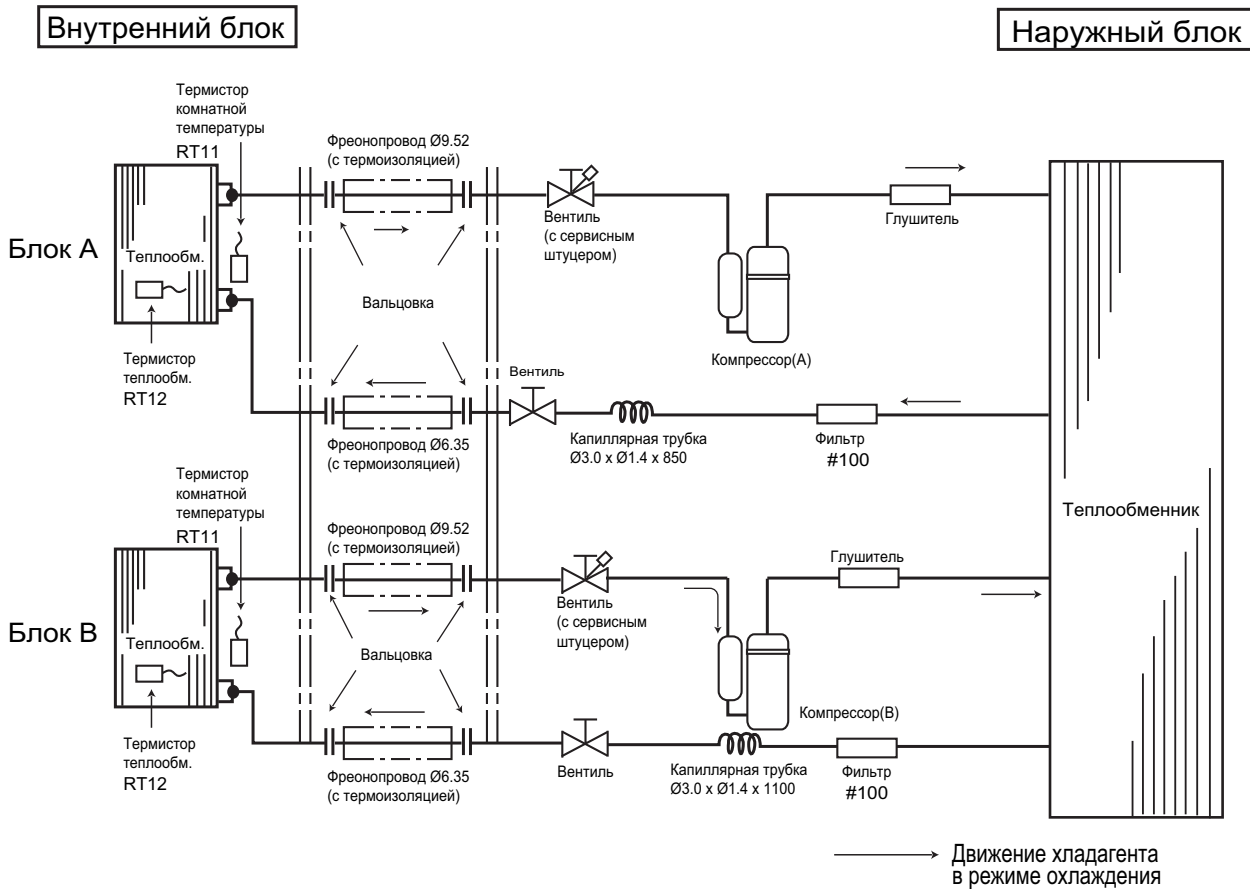 Внутренний блок
Наружный блок
Термистор
комнатной
температуры
RT11
Фреонопровод Ø9.52
(с термоизоляцией)
Вентиль
(с сервисным
штуцером)
Глушитель
Блок А
Теплообм.
Вальцовка
Компрессор(А)
Термистор
теплообм.
RT12
Вентиль
Фреонопровод Ø6.35
(с термоизоляцией)
Капиллярная трубка
Ø3.0 x Ø1.4 x 850
Фильтр
#100
Теплообменник
Термистор
комнатной
температуры
RT11
Фреонопровод Ø9.52
(с термоизоляцией)
Вентиль
(с сервисным
штуцером)
Глушитель
Блок В
Теплообм.
Вальцовка
Компрессор(В)
Термистор
теплообм.
RT12
Фреонопровод Ø6.35
(с термоизоляцией)
Вентиль
Капиллярная трубка
Ø3.0 x Ø1.4 x 1100
Фильтр
#100
Движение хладагента
в режиме охлаждения